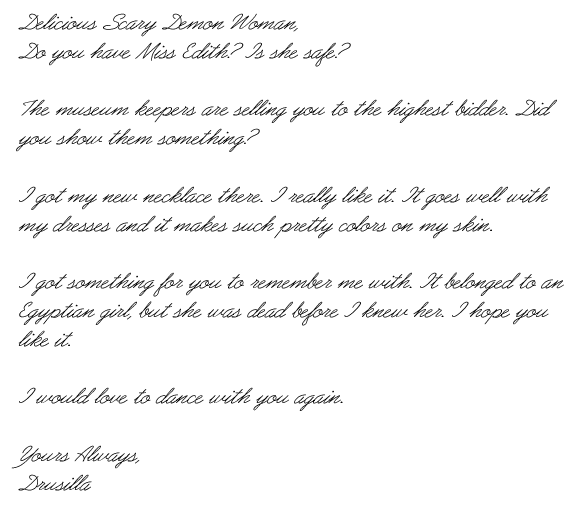 Delicious Scary Demon Woman,
Do you have Miss Edith? Is she safe?
The museum keepers are selling you to the highest bidder. Did
you show them something?
I got my new necklace there. I really like it. It goes well with
my dresses and it makes such pretty colors on my skin.
I got something for you to remember me with. It belonged to an
Egyptian girl, but she was dead before I knew her. I hope you
like it.
I would love to dance with you again.
Yours Always,
Drusilla